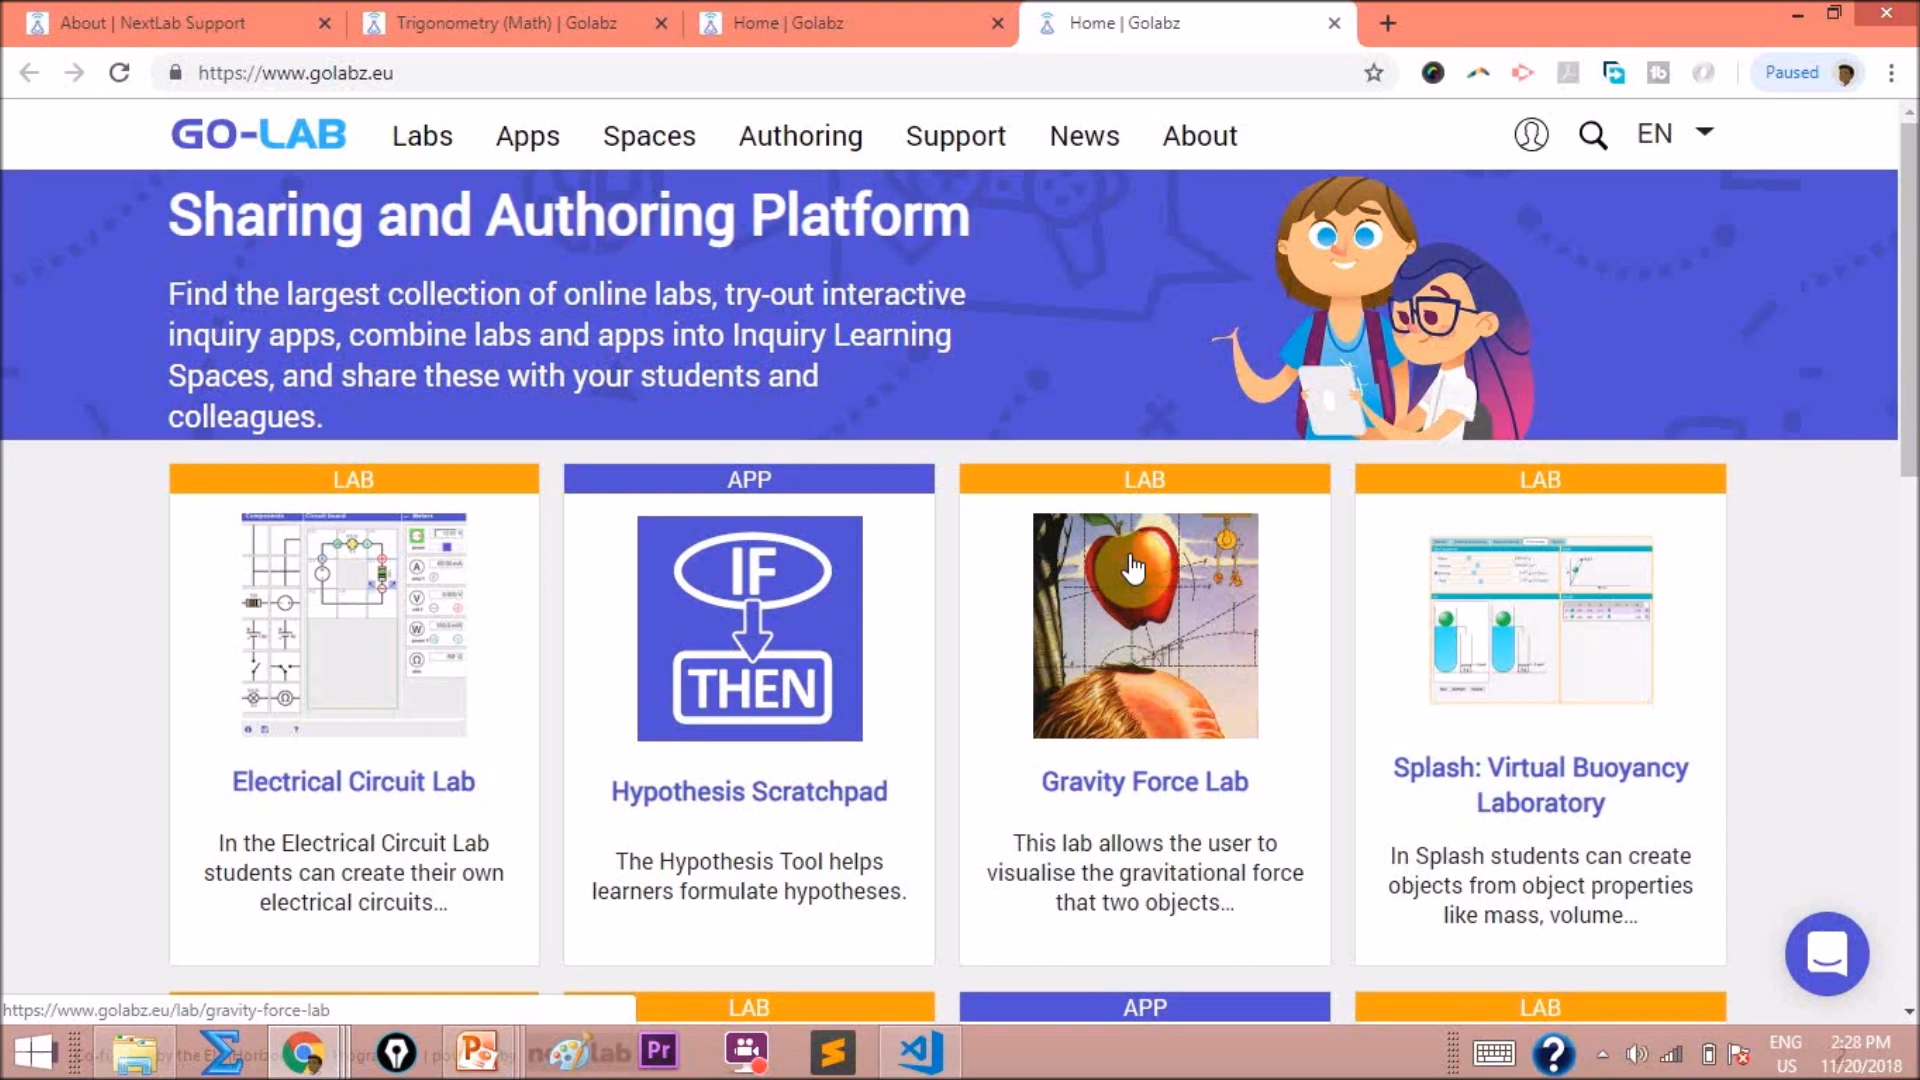 About | NextLab Support
Trigonometry (Math) | Golabz
Home | Golabz
Home | Golabz
https://www.golabz.eu
Paused
GO-LAB
Labs
Apps
Spaces
Authoring
Support
News
About
EN
Sharing and Authoring Platform
Find the largest collection of online labs, try-out interactive
inquiry apps, combine labs and apps into Inquiry Learning
Spaces, and share these with your students and
colleagues.
LAB
Electrical Circuit Lab
In the Electrical Circuit Lab
students can create their own
electrical circuits...
APP
IF
THEN
Hypothesis Scratchpad
The Hypothesis Tool helps
learners formulate hypotheses.
LAB
Gravity Force Lab
This lab allows the user to
visualise the gravitational force
that two objects...
LAB
Splash: Virtual Buoyancy
Laboratory
In Splash students can create
objects from object properties
like mass, volume...
LAB
APP
LAB
https://www.golabz.eu/lab/gravity-force-lab
Pr
ENG
US
2:28 PM
11/20/2018